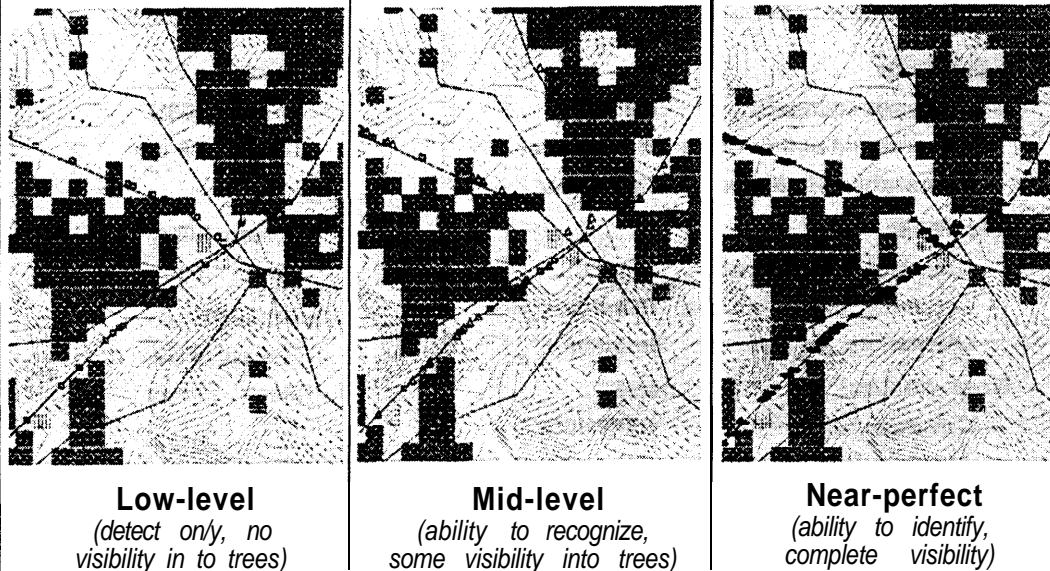 Low-level
(detect on/y, no
visibility in to trees)
Mid-level
(ability to recognize,
some visibility into trees)
Near-perfect
(ability to identify,
complete visibility)